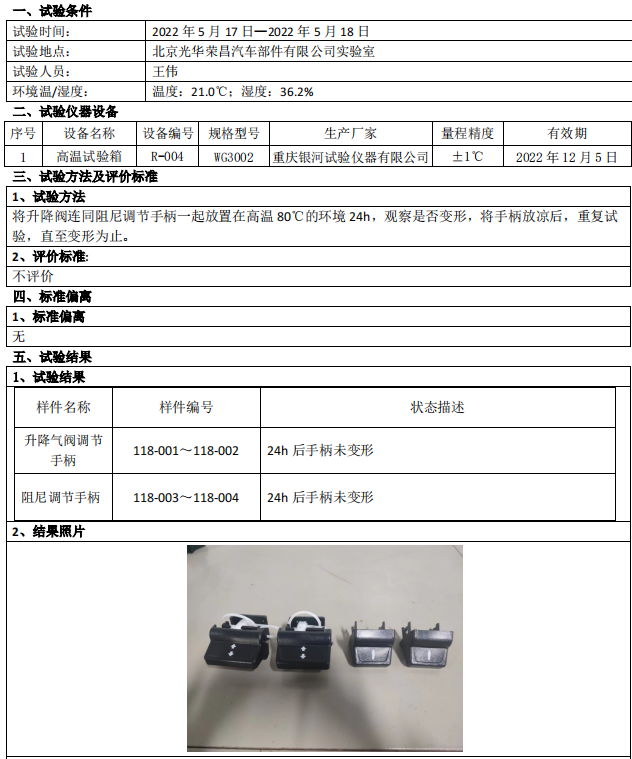 一、试验条件
试验时间： 2022 年 5 月 17 日—2022 年 5 月 18 日
试验地点： 北京光华荣昌汽车部件有限公司实验室
试验人员： 王伟
环境温/湿度： 温度：21.0℃；湿度：36.2%
二、试验仪器设备
序号 设备名称 设备编号 规格型号 生产厂家 量程精度 有效期
1 高温试验箱 R-004 WG3002 重庆银河试验仪器有限公司 ±1℃ 2022 年 12 月 5 日
三、试验方法及评价标准
1、试验方法
将升降阀连同阻尼调节手柄一起放置在高温 80℃的环境 24h，观察是否变形，将手柄放凉后，重复试
验，直至变形为止。
2、评价标准:
不评价
四、标准偏离
1、标准偏离
无
五、试验结果
1、试验结果
样件名称 样件编号 状态描述
升降气阀调节
手柄 118-001～118-002 24h 后手柄未变形
阻尼调节手柄 118-003～118-004 24h 后手柄未变形
2、结果照片